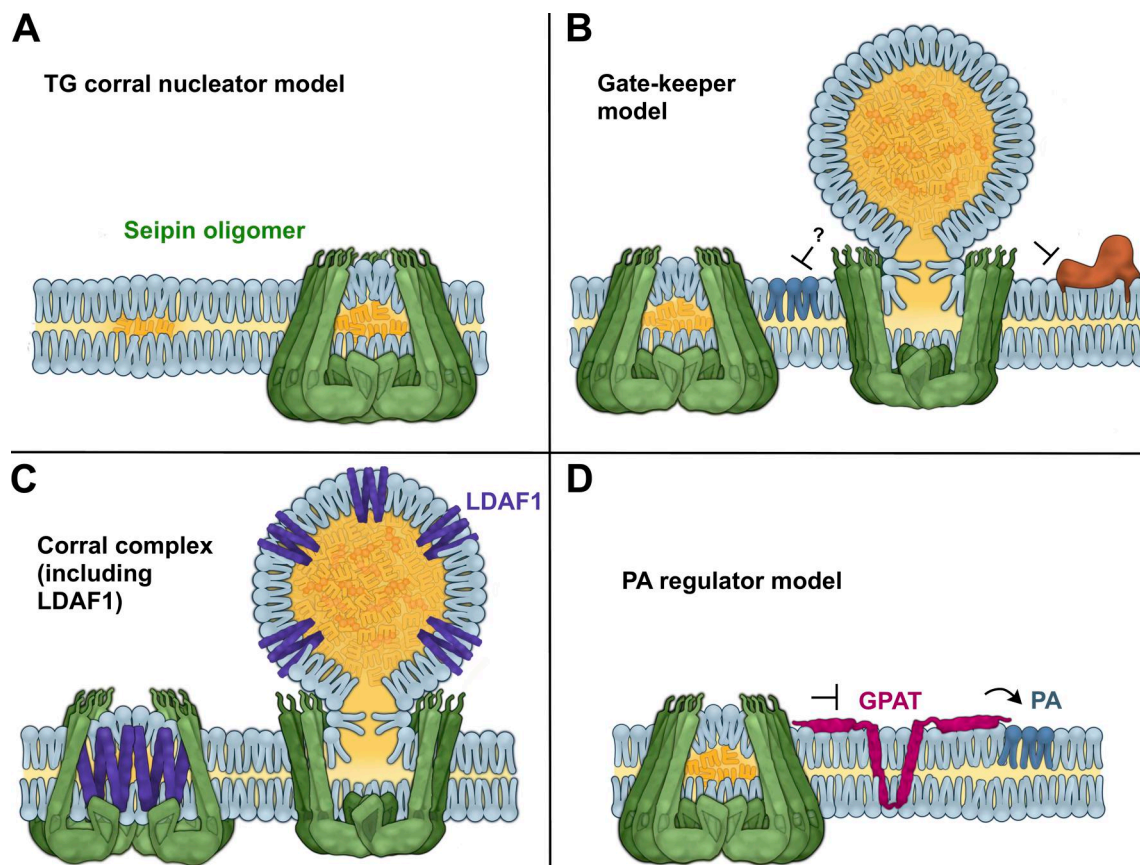 A
TG corral nucleator model
Seipin oligomer
B
Gate-keeper
model
?
C
Corral complex
(including
LDAF1)
LDAF1
D
PA regulator model
GPAT
PA